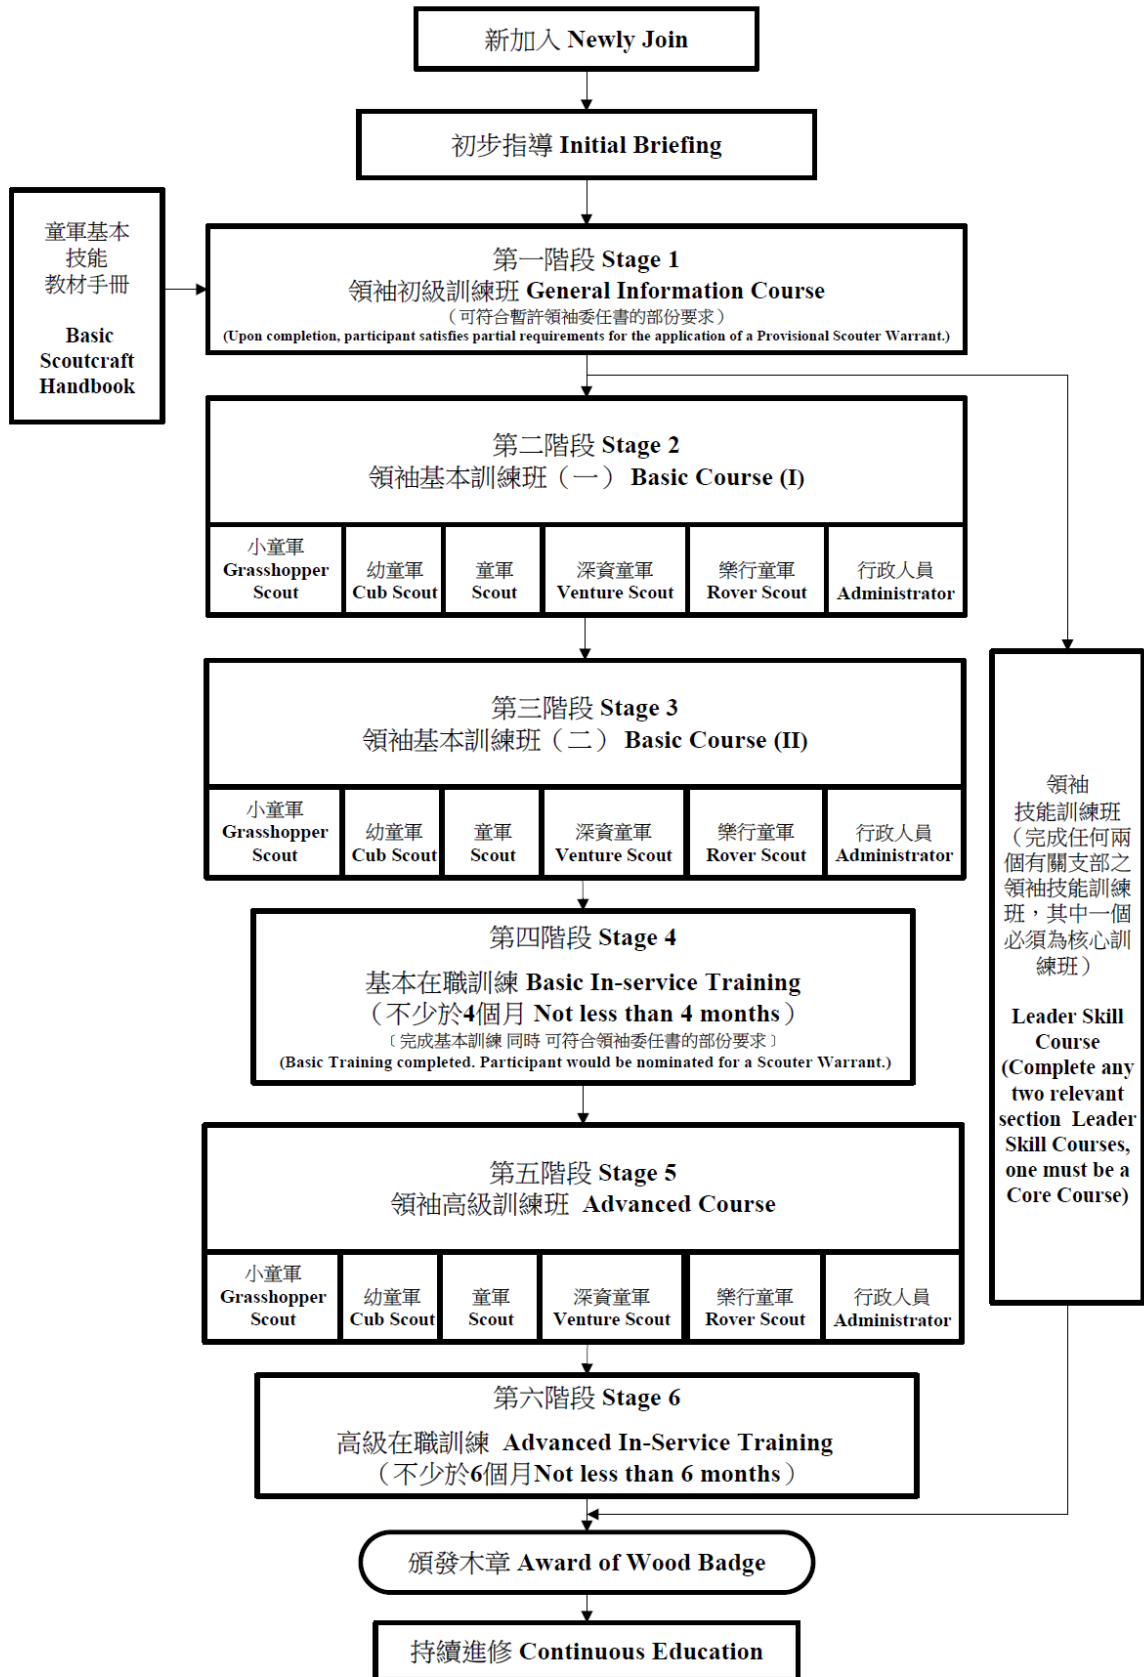 新加入 Newly Join
初步指導 Initial Briefing
童軍基本
技能
教材手冊
Basic
Scoutcraft
Handbook
第一階段 Stage 1
領袖初級訓練班 General Information Course
（可符合暫許領袖委任書的部份要求）
(Upon completion, participant satisfies partial requirements for the application of a Provisional Scouter Warrant.)
第二階段 Stage 2
領袖基本訓練班（一） Basic Course (I)
小童軍
Grasshopper
Scout
幼童軍
Cub Scout
童軍
Scout
深資童軍
Venture Scout
樂行童軍
Rover Scout
行政人員
Administrator
第三階段 Stage 3
領袖基本訓練班（二） Basic Course (II)
小童軍
Grasshopper
Scout
幼童軍
Cub Scout
童軍
Scout
深資童軍
Venture Scout
樂行童軍
Rover Scout
行政人員
Administrator
第四階段 Stage 4
基本在職訓練 Basic In-service Training
（不少於4個月 Not less than 4 months）
﹝完成基本訓練 同時 可符合領袖委任書的部份要求﹞
(Basic Training completed. Participant would be nominated for a Scouter Warrant.)
第五階段 Stage 5
領袖高級訓練班 Advanced Course
小童軍
Grasshopper
Scout
幼童軍
Cub Scout
童軍
Scout
深資童軍
Venture Scout
樂行童軍
Rover Scout
行政人員
Administrator
第六階段 Stage 6
高級在職訓練 Advanced In-Service Training
（不少於6個月Not less than 6 months）
領袖
技能訓練班
（完成任何兩
個有關支部之
領袖技能訓練
班，其中一個
必須為核心訓
練班）
Leader Skill
Course
(Complete any
two relevant
section Leader
Skill Courses,
one must be a
Core Course)
頒發木章 Award of Wood Badge
持續進修 Continuous Education